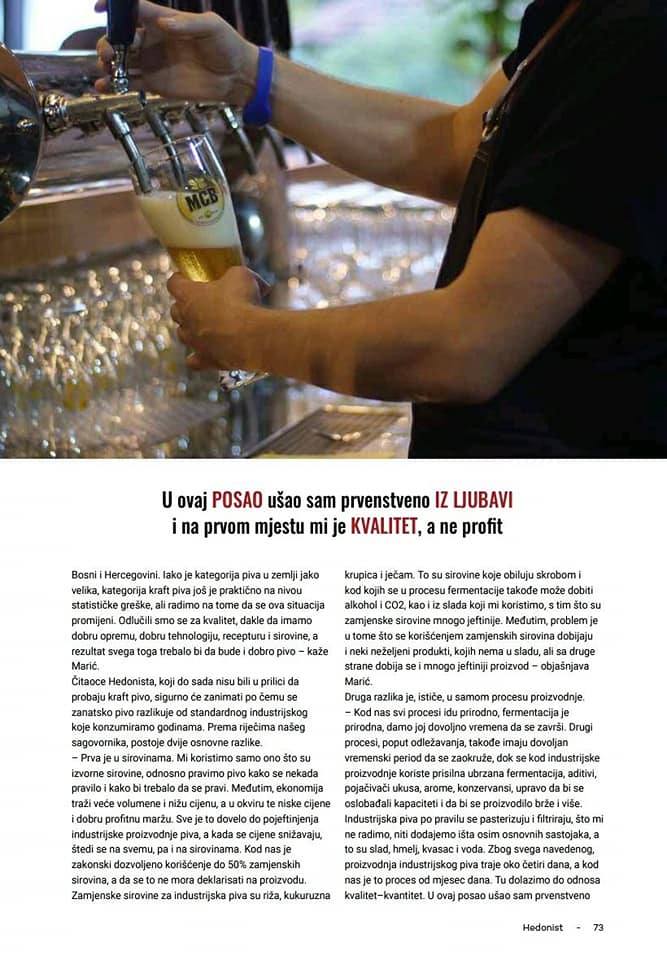 MCB
U ovaj POSAO ušao sam prvenstveno IZ LJUBAVI
i na prvom mjestu mi je KVALITET, a ne profit
Bosni i Hercegovini. Iako je kategorija piva u zemlji jako
velika, kategorija kraft piva još je praktično na nivou
statističke greške, ali radimo na tome da se ova situacija
promijeni. Odlučili smo se za kvalitet, dakle da imamo
dobru opremu, dobru tehnologiju, recepturu i sirovine, a
rezultat svega toga trebalo bi da bude i dobro pivo – kaže
Marić.
Čitaoce Hedonista, koji do sada nisu bili u prilici da
probaju kraft pivo, sigurno će zanimati po čemu se
zanatsko pivo razlikuje od standardnog industrijskog
koje konzumiramo godinama. Prema riječima našeg
sagovornika, postoje dvije osnovne razlike.
– Prva je u sirovinama. Mi koristimo samo ono što su
izvorne sirovine, odnosno pravimo pivo kako se nekada
pravilo i kako bi trebalo da se pravi. Međutim, ekonomija
traži veće volumene i nižu cijenu, a u okviru te niske cijene
i dobru profitnu maržu. Sve je to dovelo do pojeftinjenja
industrijske proizvodnje piva, a kada se cijene snižavaju,
štedi se na svemu, pa i na sirovinama. Kod nas je
zakonski dozvoljeno korišćenje do 50% zamjenskih
sirovina, a da se to ne mora deklarisati na proizvodu.
Zamjenske sirovine za industrijska piva su riža, kukuruzna
krupica i ječam. To su sirovine koje obiluju skrobom i
kod kojih se u procesu fermentacije takođe može dobiti
alkohol i CO2, kao i iz slada koji mi koristimo, s tim što su
zamjenske sirovine mnogo jeftinije. Međutim, problem je
u tome što se korišćenjem zamjenskih sirovina dobijaju
i neki neželjeni produkti, kojih nema u sladu, ali sa druge
strane dobija se i mnogo jeftiniji proizvod – objašnjava
Marić.
Druga razlika je, ističe, u samom procesu proizvodnje.
– Kod nas svi procesi idu prirodno, fermentacija je
prirodna, damo joj dovoljno vremena da se završi. Drugi
procesi, poput odležavanja, takođe imaju dovoljan
vremenski period da se zaokruže, dok se kod industrijske
proizvodnje koriste prisilna ubrzana fermentacija, aditivi,
pojačivači ukusa, arome, konzervansi, upravo da bi se
oslobađali kapaciteti i da bi se proizvodilo brže i više.
Industrijska piva po pravilu se pasterizuju i filtriraju, što mi
ne radimo, niti dodajemo išta osim osnovnih sastojaka, a
to su slad, hmelj, kvasac i voda. Zbog svega navedenog,
proizvodnja industrijskog piva traje oko četiri dana, a kod
nas je to proces od mjesec dana. Tu dolazimo do odnosa
kvalitet–kvantitet. U ovaj posao ušao sam prvenstveno
Hedonist - 73